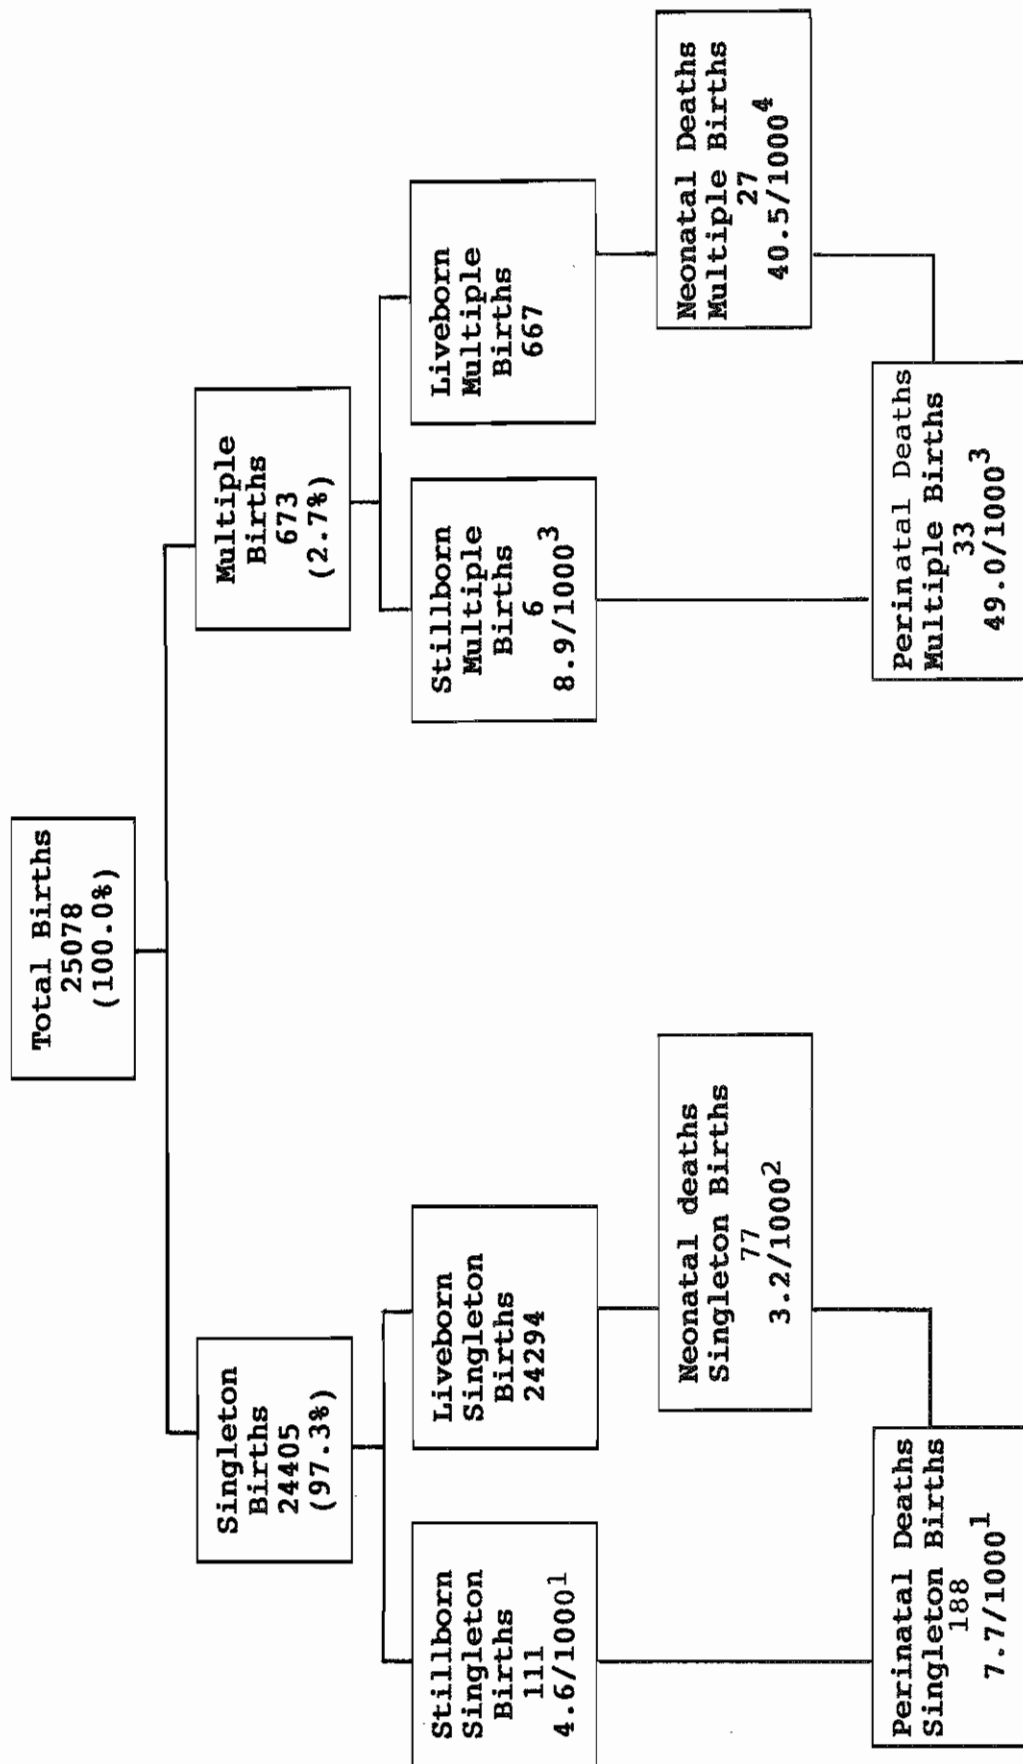 Total Births
25078
(100.0%)
Singleton
Births
24405
(97.3%)
Multiple
Births
673
(2.7%)
Stillborn
Singleton
Births
111
4.6/1000¹
Liveborn
Singleton
Births
24294
Stillborn
Multiple
Births
6
8.9/1000³
Liveborn
Multiple
Births
667
Neonatal deaths
Singleton Births
77
3.2/1000²
Neonatal Deaths
Multiple Births
27
40.5/1000⁴
Perinatal Deaths
Singleton Births
188
7.7/1000¹
Perinatal Deaths
Multiple Births
33
49.0/1000³